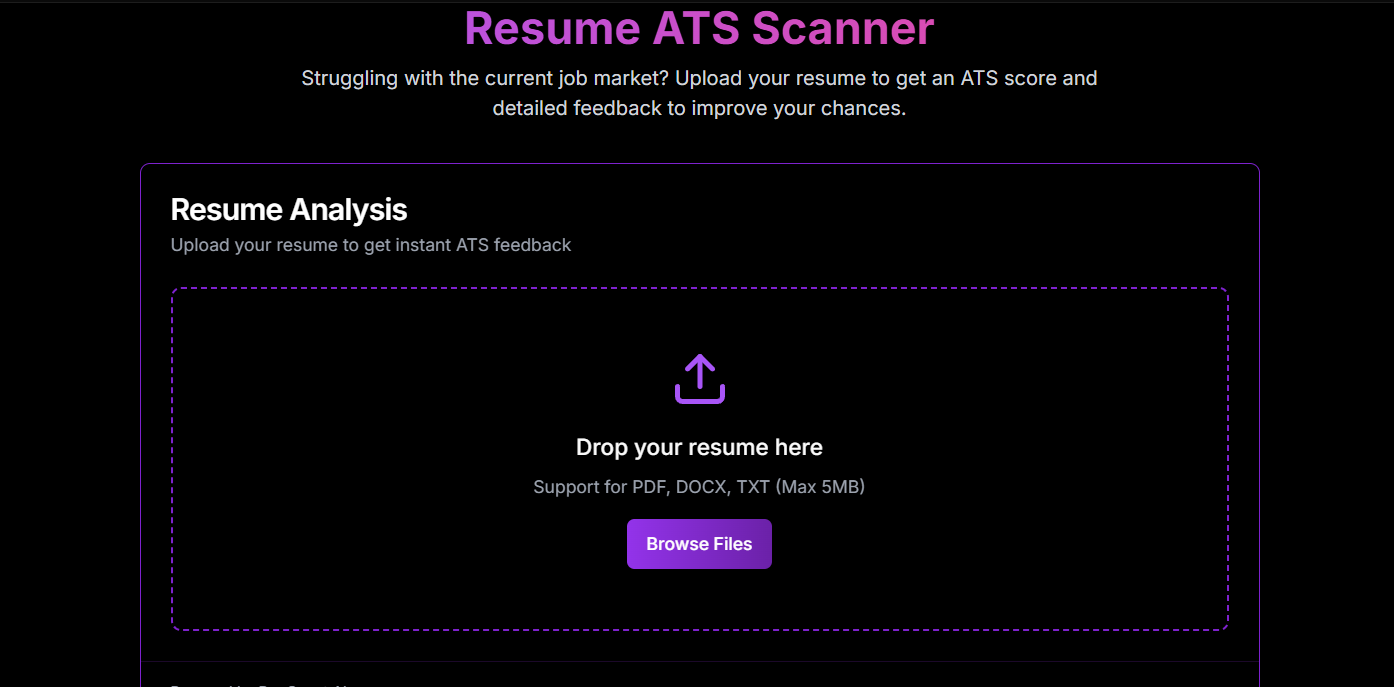 Resume ATS Scanner
Struggling with the current job market? Upload your resume to get an ATS score and
detailed feedback to improve your chances.
Resume Analysis
Upload your resume to get instant ATS feedback
Drop your resume here
Support for PDF, DOCX, TXT (Max 5MB)
Browse Files